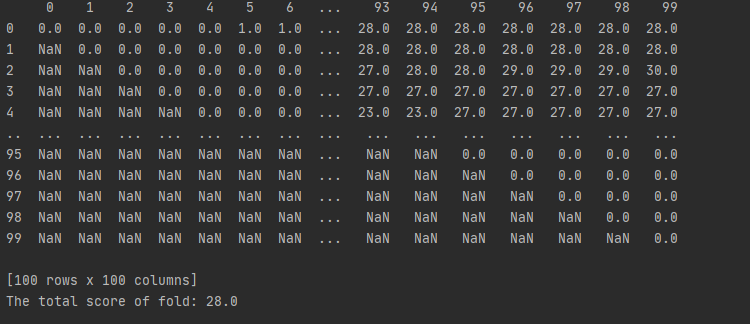 0 1 2 3 4 5 6 ... 93 94 95 96 97 98 99
0 0.0 0.0 0.0 0.0 0.0 1.0 1.0 ... 28.0 28.0 28.0 28.0 28.0 28.0 28.0
1 NaN 0.0 0.0 0.0 0.0 0.0 0.0 ... 28.0 28.0 28.0 28.0 28.0 28.0 28.0
2 NaN NaN 0.0 0.0 0.0 0.0 0.0 ... 27.0 28.0 28.0 29.0 29.0 29.0 30.0
3 NaN NaN NaN 0.0 0.0 0.0 0.0 ... 27.0 27.0 27.0 27.0 27.0 27.0 27.0
4 NaN NaN NaN NaN 0.0 0.0 0.0 ... 23.0 23.0 27.0 27.0 27.0 27.0 27.0
.. ... ... ... ... ... ... ... ... ... ... ... ... ... ... ...
95 NaN NaN NaN NaN NaN NaN NaN ... NaN NaN 0.0 0.0 0.0 0.0 0.0
96 NaN NaN NaN NaN NaN NaN NaN ... NaN NaN NaN 0.0 0.0 0.0 0.0
97 NaN NaN NaN NaN NaN NaN NaN ... NaN NaN NaN NaN 0.0 0.0 0.0
98 NaN NaN NaN NaN NaN NaN NaN ... NaN NaN NaN NaN NaN 0.0 0.0
99 NaN NaN NaN NaN NaN NaN NaN ... NaN NaN NaN NaN NaN NaN 0.0
[100 rows x 100 columns]
The total score of fold: 28.0